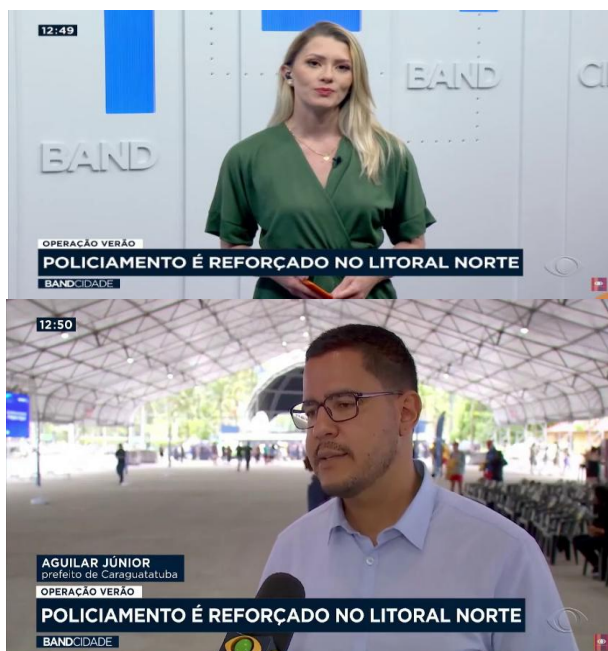 12:49
BAND
CI
BAND
OPERAÇÃO VERÃO
POLICIAMENTO É REFORÇADO NO LITORAL NORTE
BANDCIDADE
12:50
AGUILAR JÚNIOR
prefeito de Caraguatatuba
OPERAÇÃO VERÃO
POLICIAMENTO É REFORÇADO NO LITORAL NORTE
BANDCIDADE